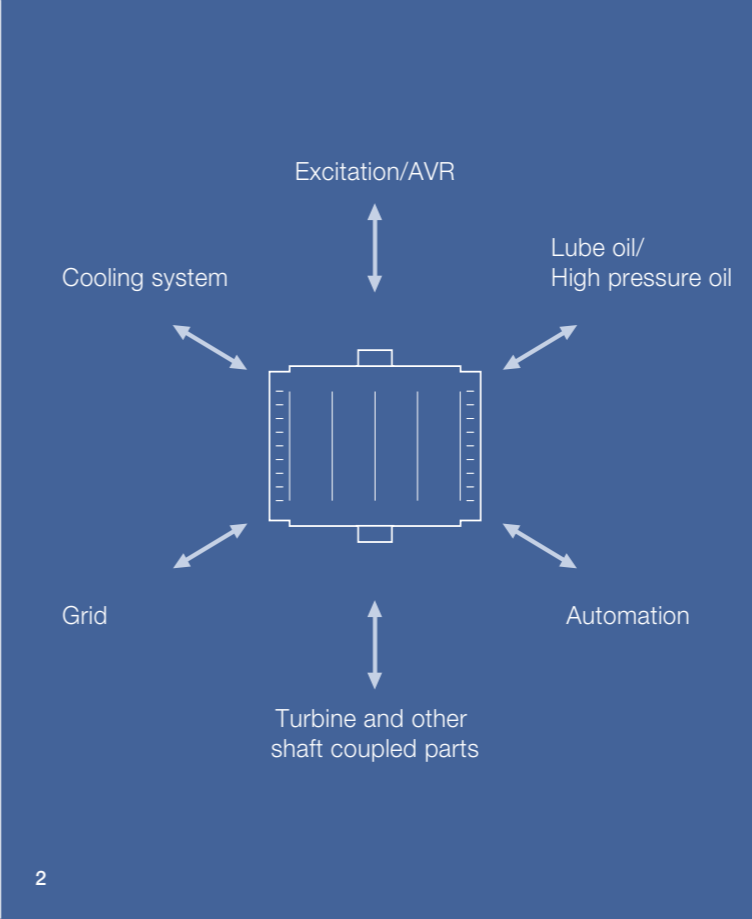 Excitation/AVR
Lube oil/
High pressure oil
Cooling system
Grid
Automation
Turbine and other
shaft coupled parts
2